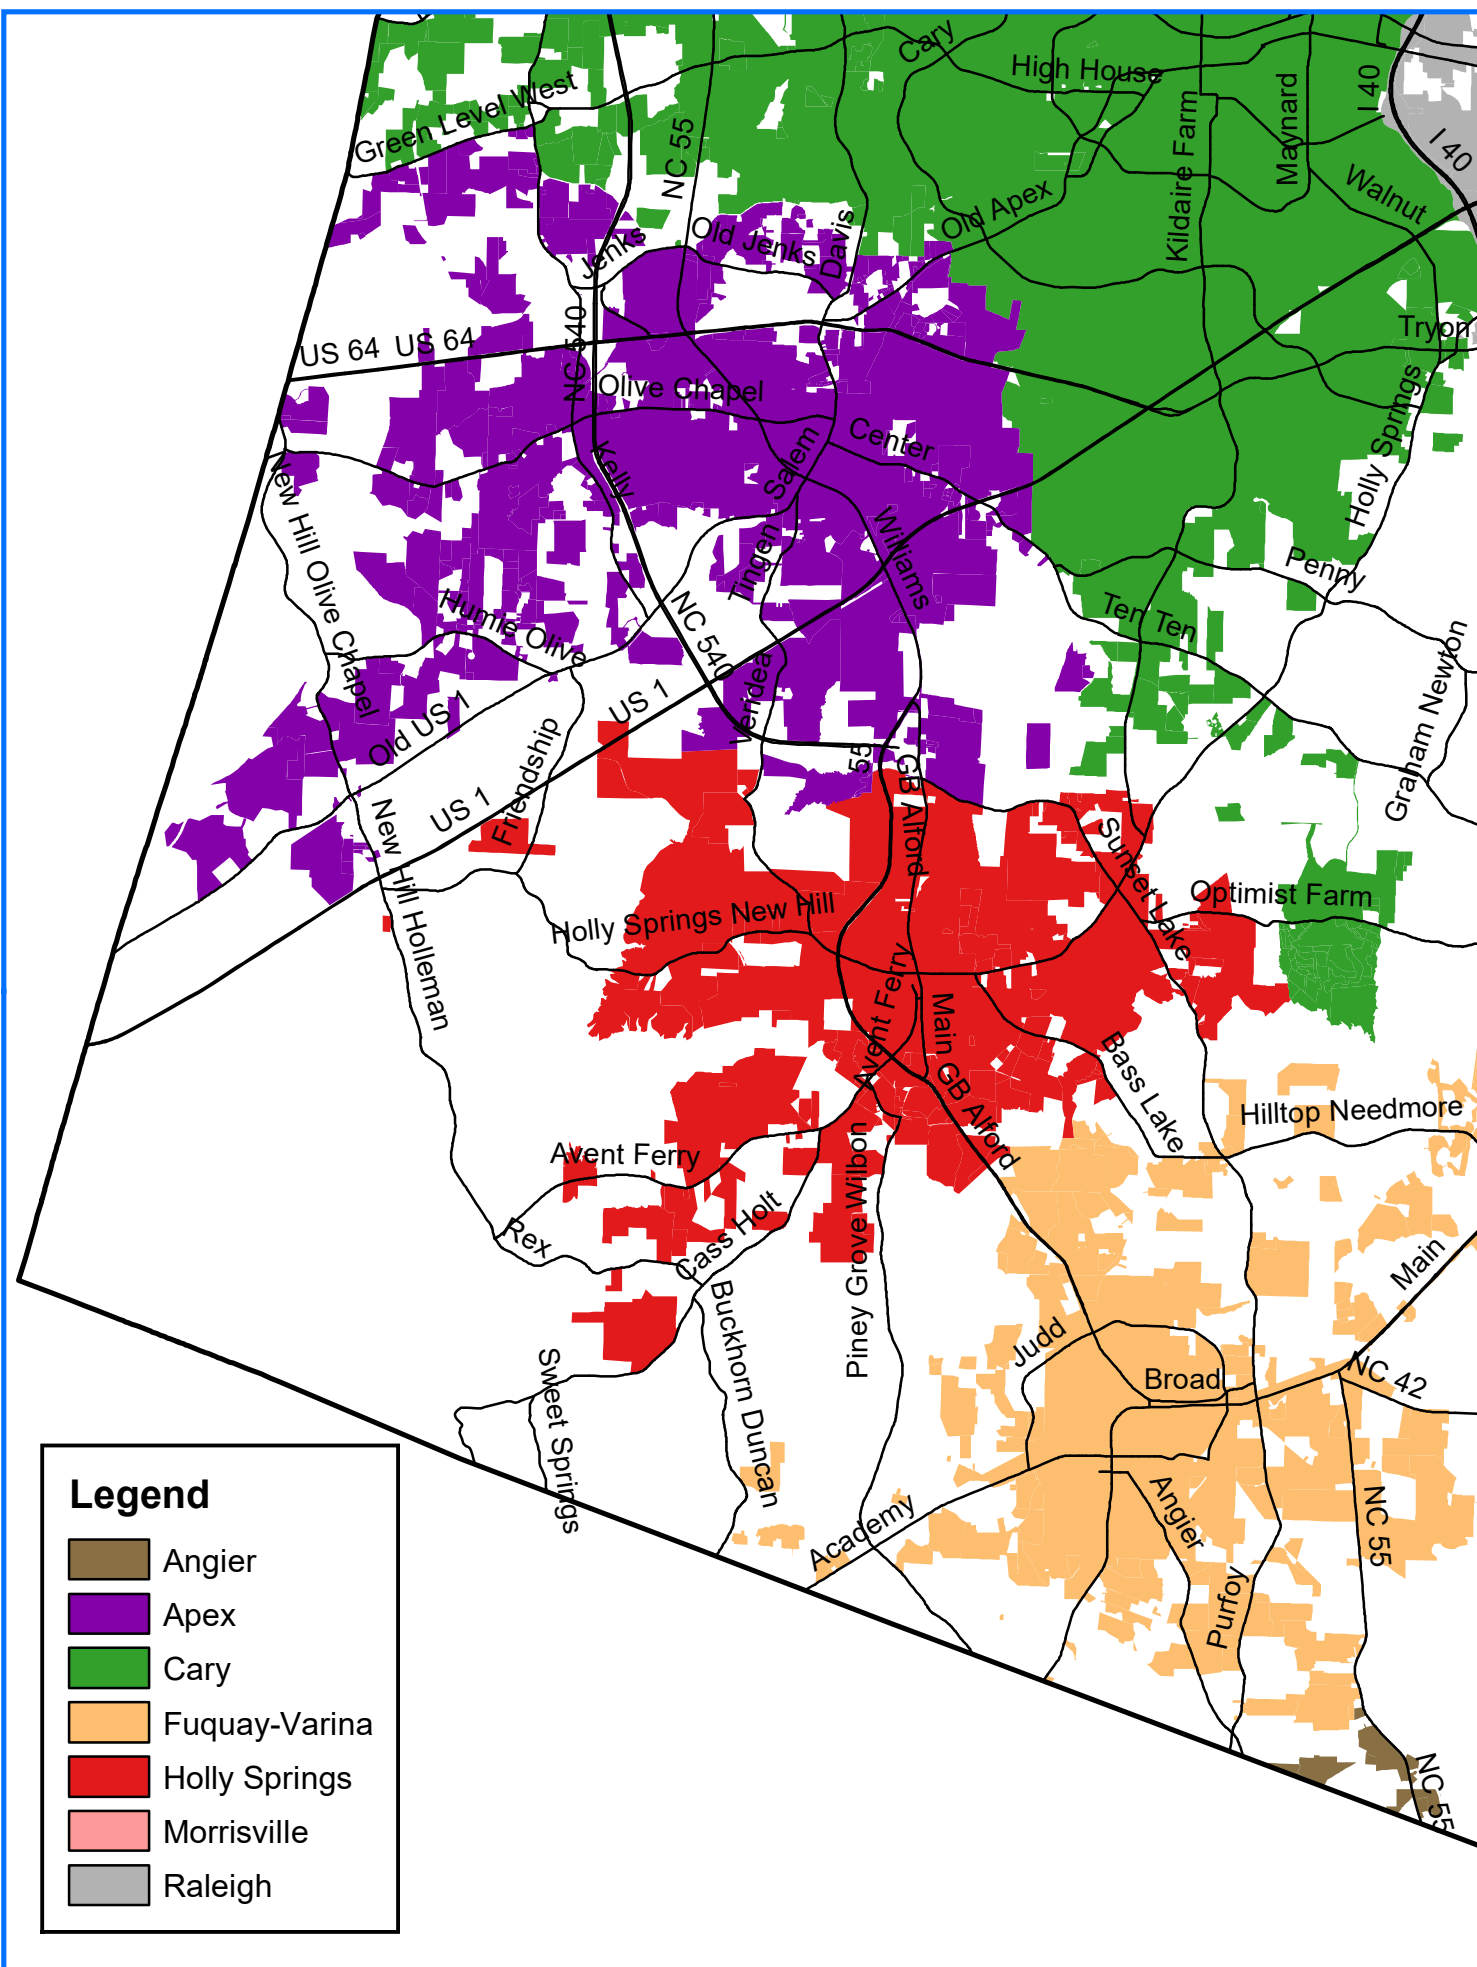 Cary
High House
Maynard
I 40
I 40
Green Level West
NC 55
Kildaire Farm
Walnut
Old Apex
Jenks
Old Jenks
Davis
US 64
US 64
NC 540
Tryon
Olive Chapel
Center
Holly Springs
Kelly
Salem
New Hill Olive Chapel
Tingen
Williams
Penny
NC 540
Humie Olive
Ten Ten
Graham Newton
Veridea
Old US 1
US 1
Friendship
55
GB Alford
US 1
New Hill Holleman
Sunset Lake
Optimist Farm
Holly Springs New Hill
Avent Ferry
Main
GB Alford
Bass Lake
Hilltop Needmore
Avent Ferry
Piney Grove Wilbon
Rex
Cass Holt
Main
Buckhorn Duncan
Judd
Broad
NC 42
Sweet Springs
Academy
Angier
NC 55
Purfoy
NC 55
Legend
Angier
Apex
Cary
Fuquay-Varina
Holly Springs
Morrisville
Raleigh